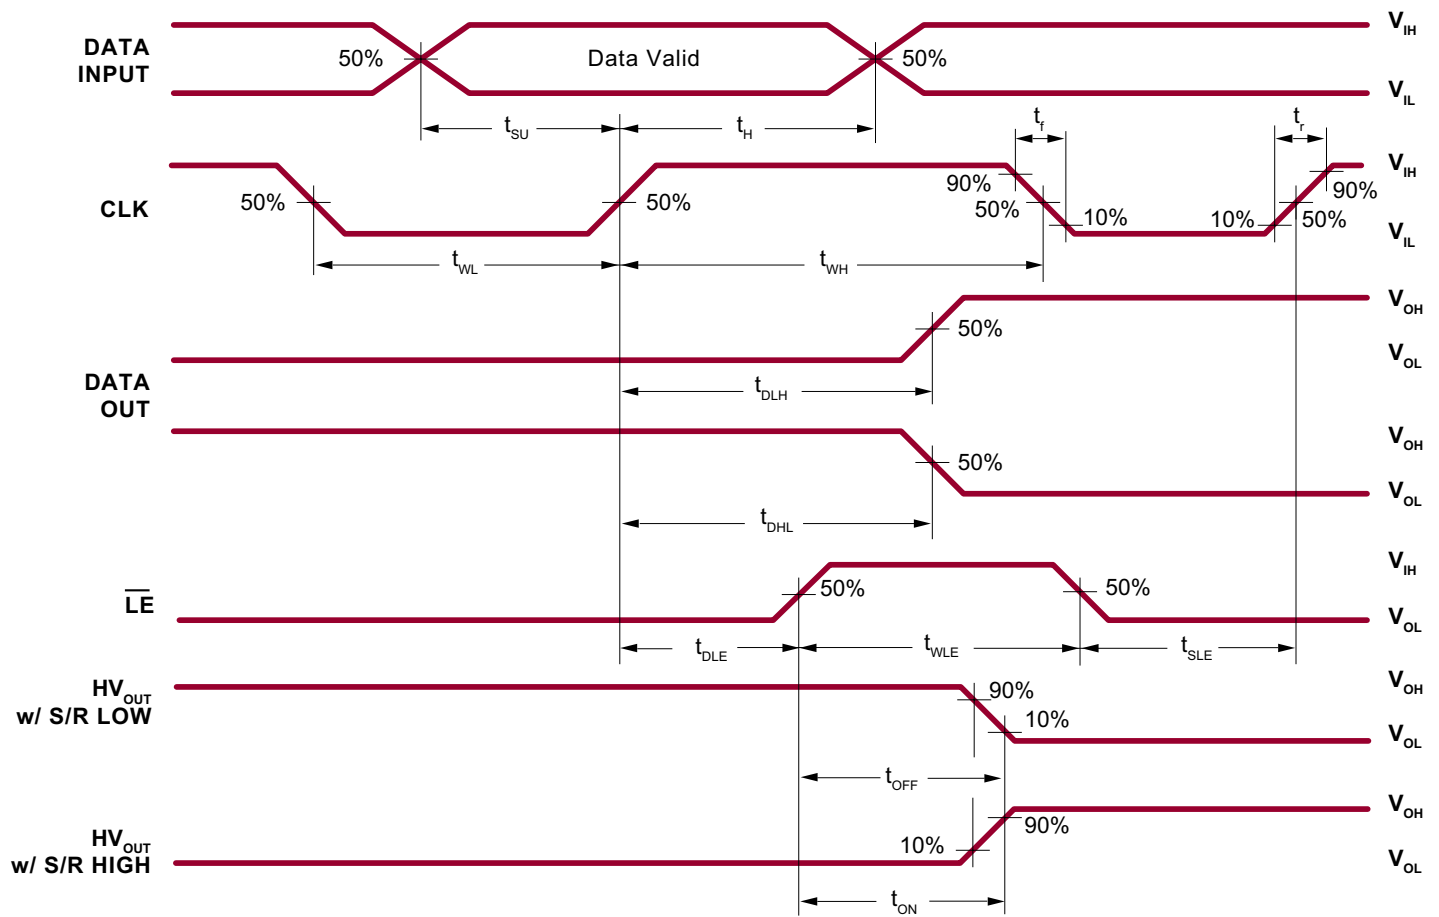 DATA INPUT
50%
Data Valid
50%
V_IH
V_IL
t_SU
t_H
t_f
t_r
CLK
50%
50%
90%
50%
10%
10%
50%
90%
V_IH
V_IL
t_WL
t_WH
DATA OUT
50%
V_OH
V_OL
t_DLH
50%
V_OH
V_OL
t_DHL
L̅E̅
50%
50%
V_IH
V_OL
t_DLE
t_WLE
t_SLE
HV_OUT
w/ S/R LOW
90%
10%
V_OH
V_OL
t_OFF
HV_OUT
w/ S/R HIGH
10%
90%
V_OH
V_OL
t_ON